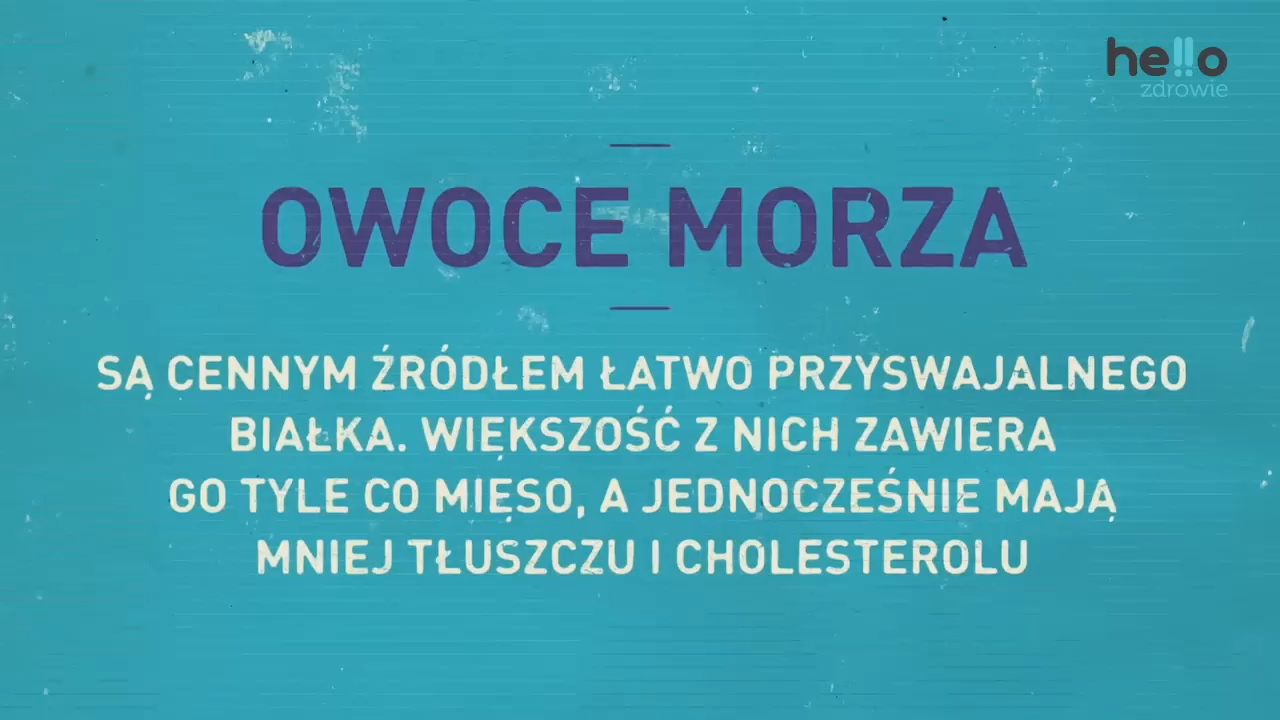 hello
zdrowie
OWOCE MORZA
SĄ CENNYM ŹRÓDŁEM ŁATWO PRZYSWAJALNEGO
BIAŁKA. WIĘKSZOŚĆ Z NICH ZAWIERA
GO TYLE CO MIĘSO, A JEDNOCZEŚNIE MAJĄ
MNIEJ TŁUSZCZU I CHOLESTEROLU